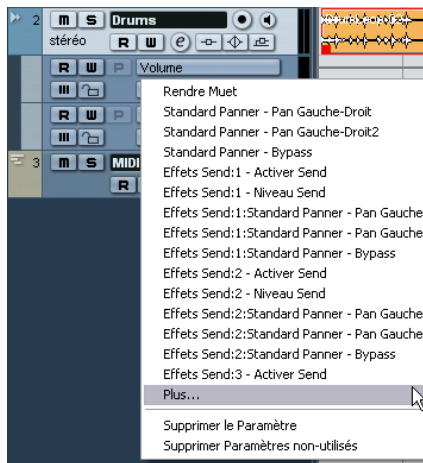 2 m S Drums
stéréo R W e
R W P Volume
Rendre Muet
R W P
Standard Panner - Pan Gauche-Droit
Standard Panner - Pan Gauche-Droit2
Standard Panner - Bypass
3 m S MIDI
R
Effets Send:1 - Activer Send
Effets Send:1 - Niveau Send
Effets Send:1:Standard Panner - Pan Gauche
Effets Send:1:Standard Panner - Pan Gauche
Effets Send:1:Standard Panner - Bypass
Effets Send:2 - Activer Send
Effets Send:2 - Niveau Send
Effets Send:2:Standard Panner - Pan Gauche
Effets Send:2:Standard Panner - Pan Gauche
Effets Send:2:Standard Panner - Bypass
Effets Send:3 - Activer Send
Plus...
Supprimer le Paramètre
Supprimer Paramètres non-utilisés